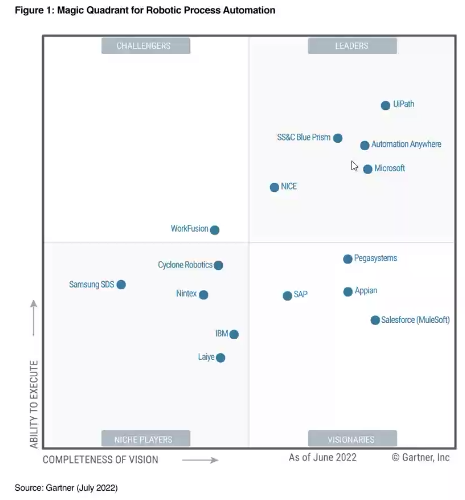 Figure 1: Magic Quadrant for Robotic Process Automation
CHALLENGERS
LEADERS
UiPath
SS&C Blue Prism
Automation Anywhere
Microsoft
NICE
WorkFusion
Cyclone Robotics
Pegasystems
Samsung SDS
Nintex
SAP
Appian
Salesforce (MuleSoft)
IBM
Laiye
ABILITY TO EXECUTE
NICHE PLAYERS
VISIONARIES
COMPLETENESS OF VISION
As of June 2022
© Gartner, Inc
Source: Gartner (July 2022)